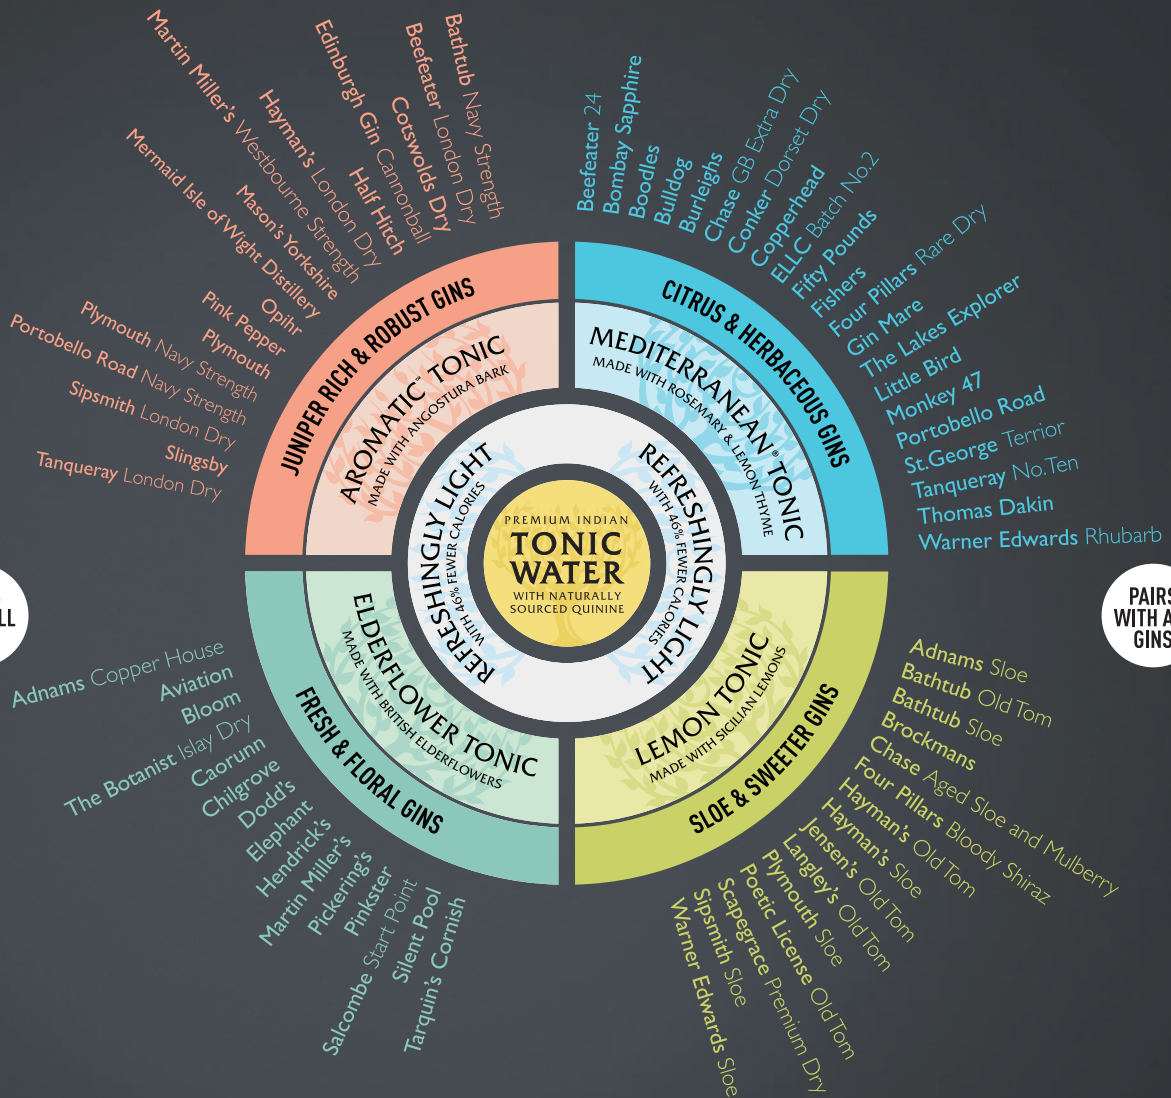 Bathtub Navy Strength
Beefeater London Dry
Cotswolds Dry
Edinburgh Gin Cannonball
Half Hitch
Hayman's London Dry
Martin Miller's Westbourne Strength
Mason's Yorkshire
Mermaid Isle of Wight Distillery
Opihr
Pink Pepper
Plymouth
Plymouth Navy Strength
Portobello Road Navy Strength
Sipsmith London Dry
Slingsby
Tanqueray London Dry
Beefeater 24
Bombay Sapphire
Boodles
Bulldog
Burleighs
Chase GB Extra Dry
Conker Dorset Dry
Copperhead
ELLC Batch No.2
Fifty Pounds
Fishers
Four Pillars Rare Dry
Gin Mare
The Lakes Explorer
Little Bird
Monkey 47
Portobello Road
St.George Terrior
Tanqueray No.Ten
Thomas Dakin
Warner Edwards Rhubarb
JUNIPER RICH & ROBUST GINS
AROMATIC™ TONIC
MADE WITH ANGOSTURA BARK
CITRUS & HERBACEOUS GINS
MEDITERRANEAN® TONIC
MADE WITH ROSEMARY & LEMON THYME
REFRESHINGLY LIGHT
WITH 46% FEWER CALORIES
PREMIUM INDIAN
TONIC
WATER
WITH NATURALLY
SOURCED QUININE
REFRESHINGLY LIGHT
WITH 46% FEWER CALORIES
LL
PAIRS
WITH A
GINS
ELDERFLOWER TONIC
MADE WITH BRITISH ELDERFLOWERS
FRESH & FLORAL GINS
LEMON TONIC
MADE WITH SICILIAN LEMONS
SLOE & SWEETER GINS
Adnams Copper House
Aviation
Bloom
The Botanist Islay Dry
Caorunn
Chilgrove
Dodd's
Elephant
Hendrick's
Martin Miller's
Pickering's
Pinkster
Salcombe Start Point
Silent Pool
Tarquin's Cornish
Adnams Sloe
Bathtub Old Tom
Bathtub Sloe
Brockmans
Chase Aged Sloe and Mulberry
Four Pillars Bloody Shiraz
Hayman's Old Tom
Hayman's Sloe
Jensen's Old Tom
Langley's Old Tom
Plymouth Sloe
Poetic License Old Tom
Scapegrace Premium Dry
Sipsmith Sloe
Warner Edwards Sloe